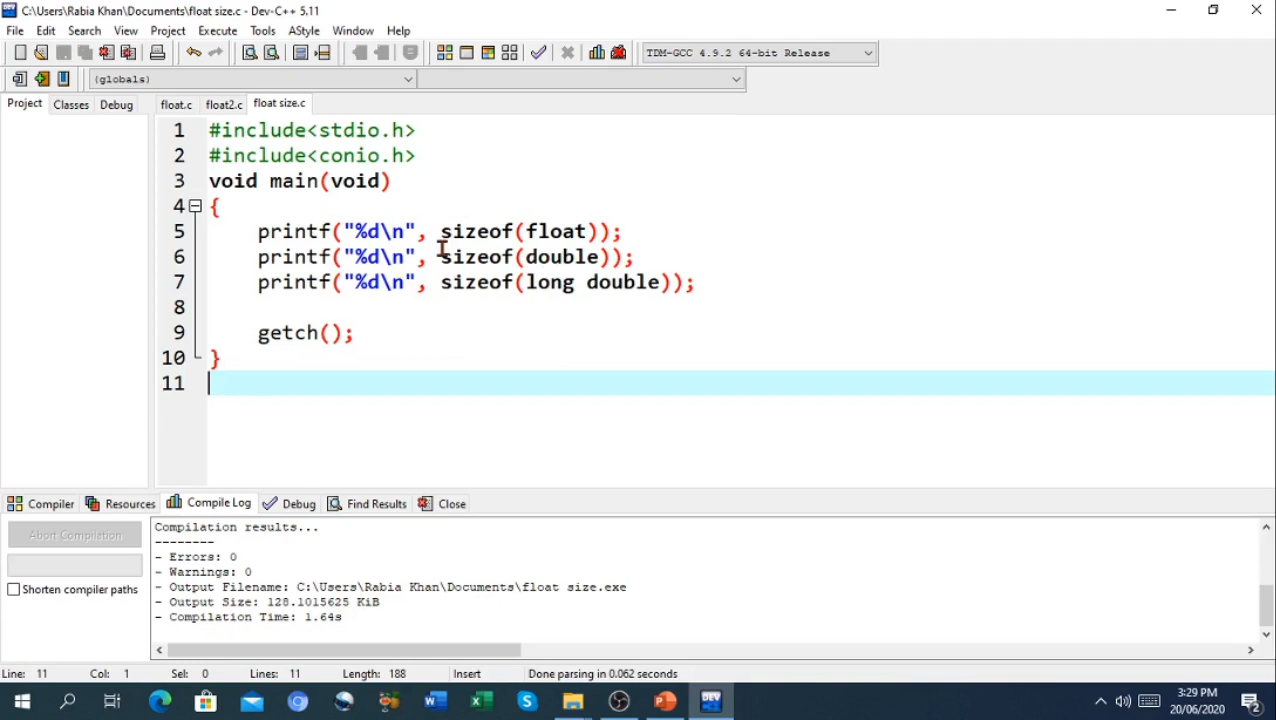 C:\Users\Rabia Khan\Documents\float size.c - Dev-C++ 5.11
File Edit Search View Project Execute Tools AStyle Window Help
TDM-GCC 4.9.2 64-bit Release
(globals)
Project Classes Debug float.c float2.c float size.c
1 #include<stdio.h>
2 #include<conio.h>
3 void main(void)
4 {
5 printf("%d\n", sizeof(float));
6 printf("%d\n", sizeof(double));
7 printf("%d\n", sizeof(long double));
8
9 getch();
10 }
11
Compiler Resources Compile Log Debug Find Results Close
Abort Compilation
Compilation results...
--------
- Errors: 0
- Warnings: 0
- Output Filename: C:\Users\Rabia Khan\Documents\float size.exe
Shorten compiler paths
- Output Size: 128.1015625 KiB
- Compilation Time: 1.64s
Line: 11 Col: 1 Sel: 0 Lines: 11 Length: 188 Insert Done parsing in 0.062 seconds
DEV
3:29 PM
20/06/2020
2